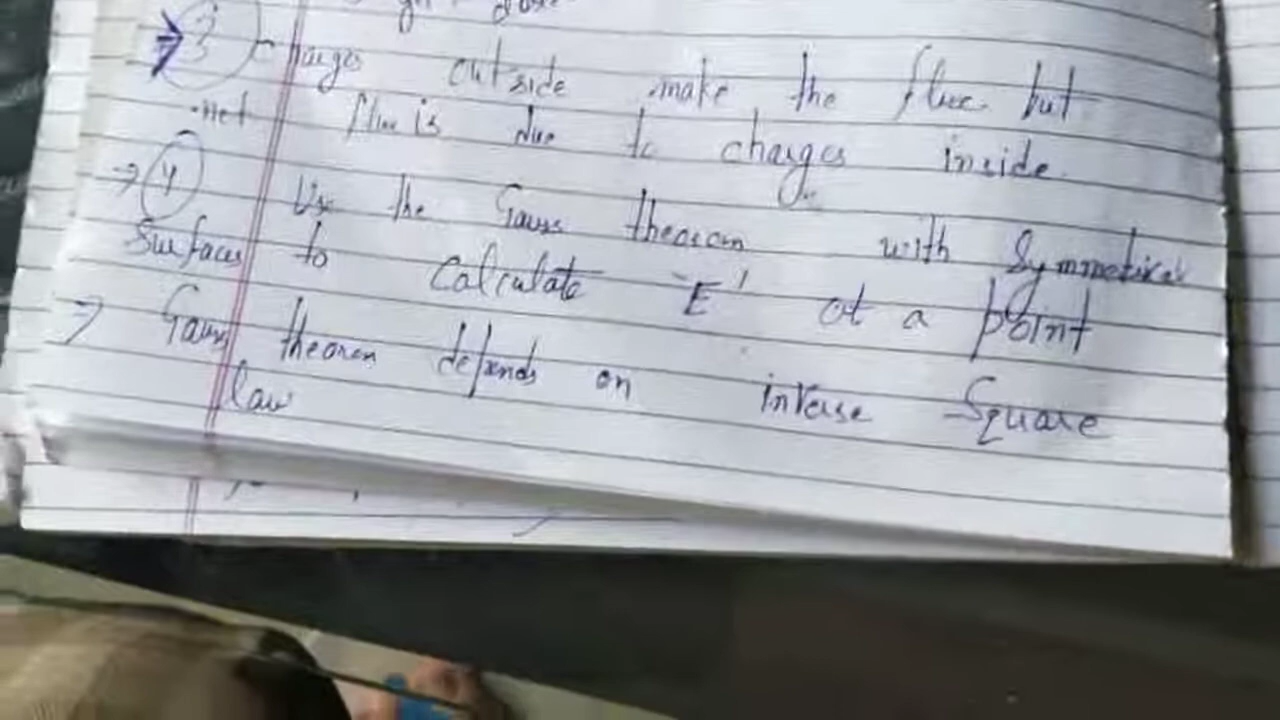 3 Charges outside make the flux but
net flux is due to charges inside.
→ 4 Use the Gauss theorem with Symmetrical
Surfaces to calculate 'E' at a point
→ Gauss theorem depends on inverse Square
law